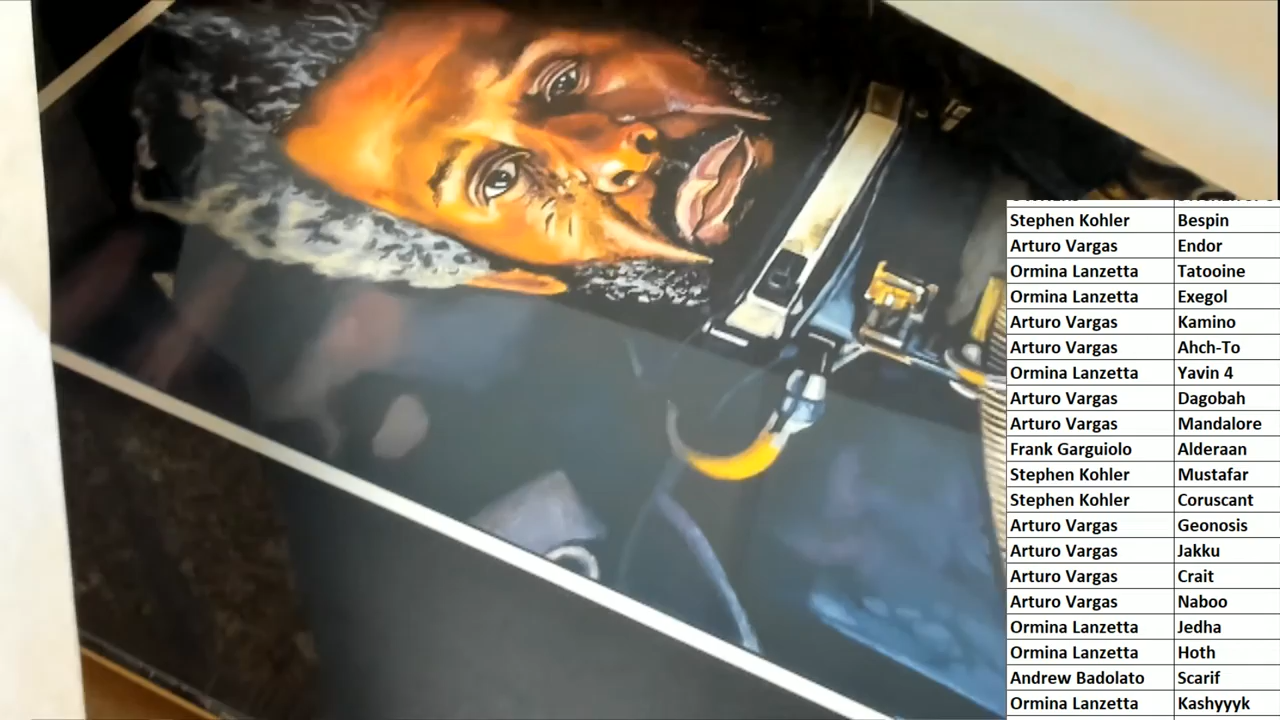 Stephen Kohler Bespin
Arturo Vargas Endor
Ormina Lanzetta Tatooine
Ormina Lanzetta Exegol
Arturo Vargas Kamino
Arturo Vargas Ahch-To
Ormina Lanzetta Yavin 4
Arturo Vargas Dagobah
Arturo Vargas Mandalore
Frank Garguiolo Alderaan
Stephen Kohler Mustafar
Stephen Kohler Coruscant
Arturo Vargas Geonosis
Arturo Vargas Jakku
Arturo Vargas Crait
Arturo Vargas Naboo
Ormina Lanzetta Jedha
Ormina Lanzetta Hoth
Andrew Badolato Scarif
Ormina Lanzetta Kashyyyk